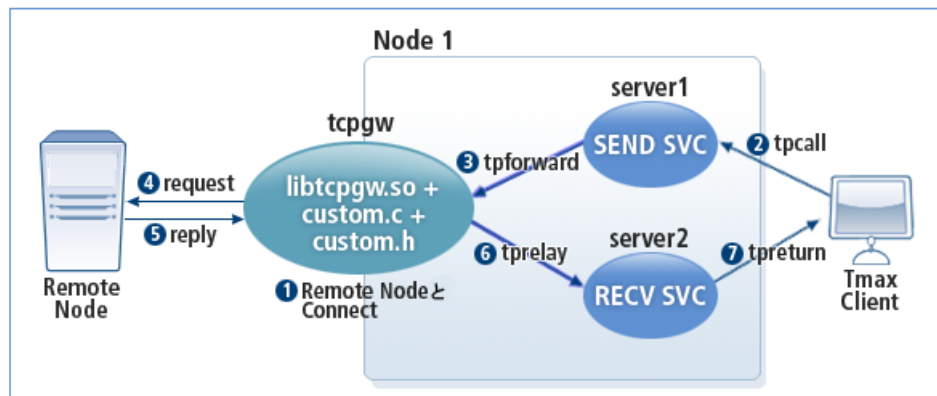 Node 1
server1
tcpgw
SEND SVC
❷ tpcall
❸ tpforward
❹ request
libtcpgw.so +
custom.c +
custom.h
❺ reply
server2
❻ tprelay
❼ tpreturn
RECV SVC
Remote
Node
❶ Remote Nodeと
Connect
Tmax
Client